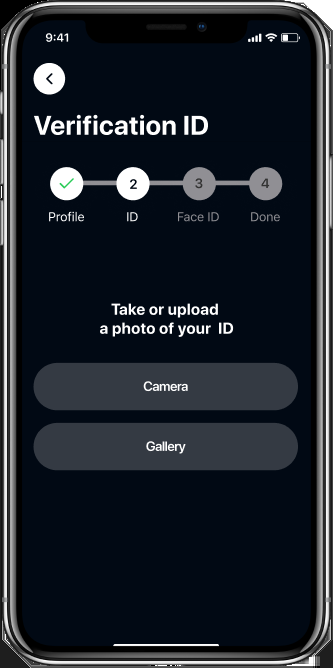 9:41
Verification ID
2
3
4
Profile
ID
Face ID
Done
Take or upload
a photo of your ID
Camera
Gallery